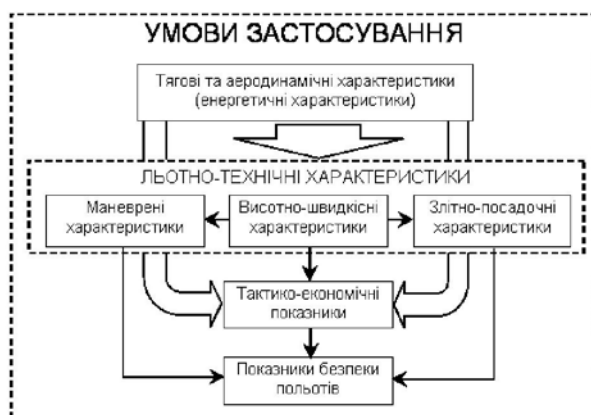 УМОВИ ЗАСТОСУВАННЯ
Тягові та аеродинамічні характеристики
(енергетичні характеристики)
ЛЬОТНО-ТЕХНІЧНІ ХАРАКТЕРИСТИКИ
Маневрені
характеристики
Висотно-швидкісні
характеристики
Злітно-посадочні
характеристики
Тактико-економічні
показники
Показники безпеки
польотів